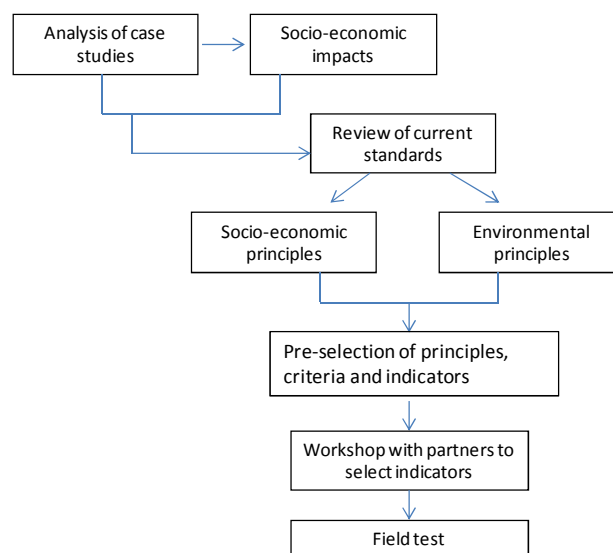 Analysis of case
studies
Socio-economic
impacts
Review of current
standards
Socio-economic
principles
Environmental
principles
Pre-selection of principles,
criteria and indicators
Workshop with partners to
select indicators
Field test